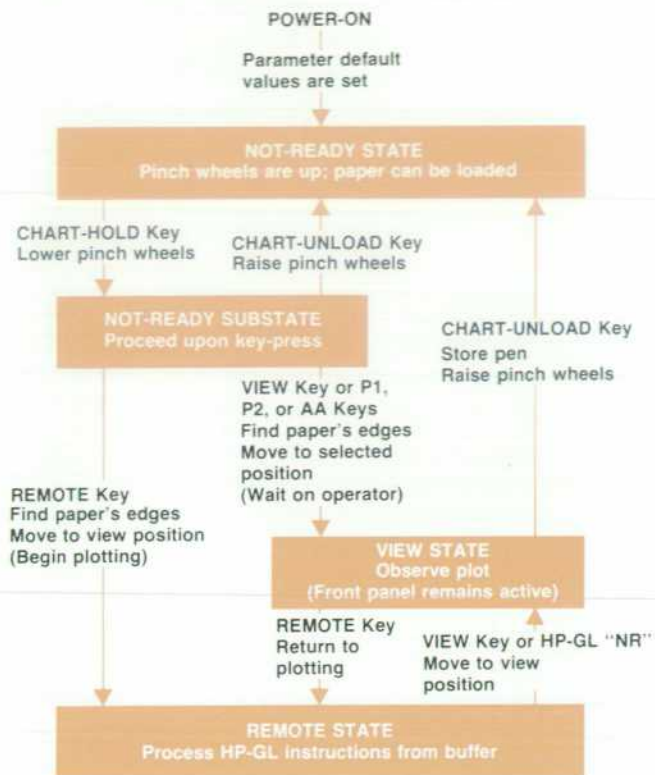 POWER-ON
Parameter default
values are set
NOT-READY STATE
Pinch wheels are up; paper can be loaded
CHART-HOLD Key
Lower pinch wheels
CHART-UNLOAD Key
Raise pinch wheels
NOT-READY SUBSTATE
Proceed upon key-press
CHART-UNLOAD Key
Store pen
Raise pinch wheels
VIEW Key or P1,
P2, or AA Keys
Find paper's edges
Move to selected
position
(Wait on operator)
REMOTE Key
Find paper's edges
Move to view position
(Begin plotting)
VIEW STATE
Observe plot
(Front panel remains active)
REMOTE Key
Return to
plotting
VIEW Key or HP-GL "NR"
Move to view
position
REMOTE STATE
Process HP-GL instructions from buffer